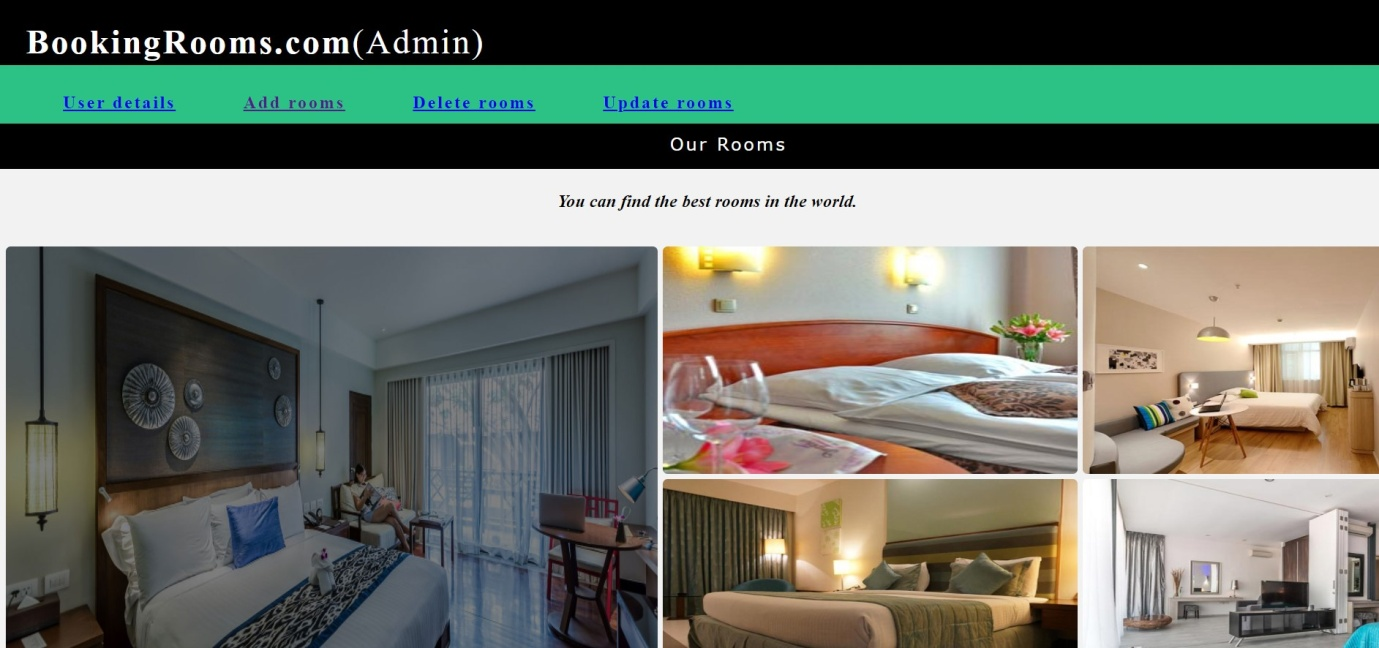 BookingRooms.com(Admin)
User details Add rooms Delete rooms Update rooms
Our Rooms
You can find the best rooms in the world.